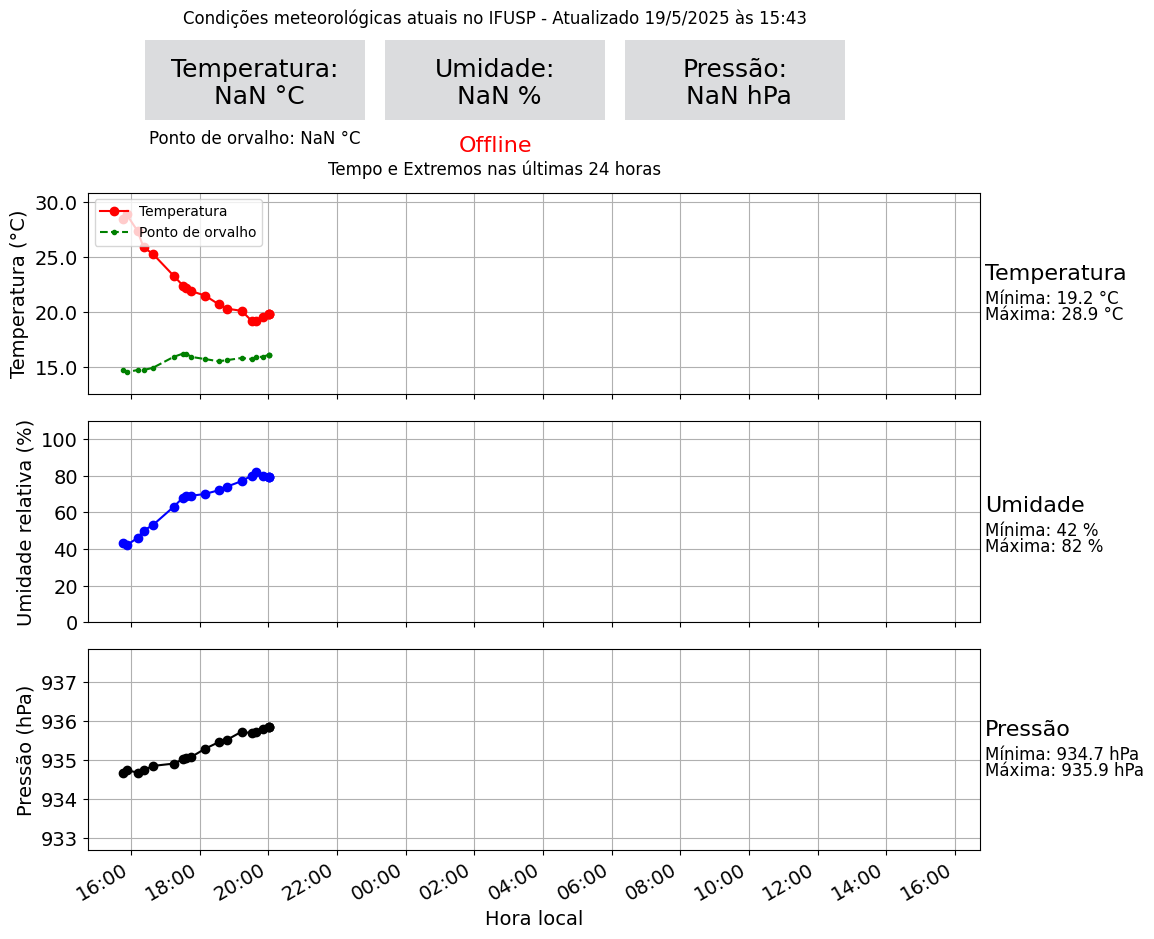 Condições meteorológicas atuais no IFUSP - Atualizado 19/5/2025 às 15:43
Temperatura:
NaN °C
Umidade:
NaN %
Pressão:
NaN hPa
Ponto de orvalho: NaN °C
Offline
Tempo e Extremos nas últimas 24 horas
Temperatura (°C)
30.0
25.0
20.0
15.0
Temperatura
Ponto de orvalho
Temperatura
Mínima: 19.2 °C
Máxima: 28.9 °C
Umidade relativa (%)
100
80
60
40
20
0
Umidade
Mínima: 42 %
Máxima: 82 %
Pressão (hPa)
937
936
935
934
933
Pressão
Mínima: 934.7 hPa
Máxima: 935.9 hPa
16:00
18:00
20:00
22:00
00:00
02:00
04:00
06:00
08:00
10:00
12:00
14:00
16:00
Hora local